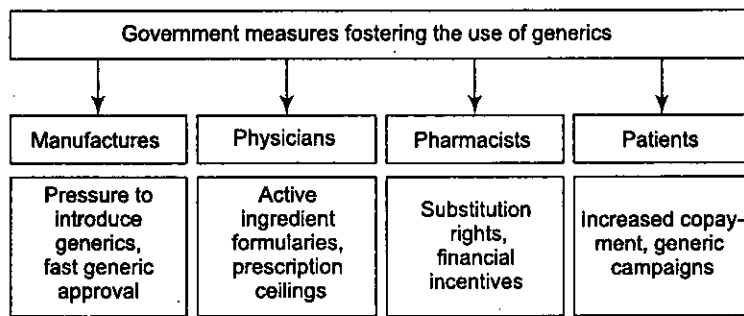 Government measures fostering the use of generics
Manufactures
Physicians
Pharmacists
Patients
Pressure to
introduce
generics,
fast generic
approval
Active
ingredient
formularies,
prescription
ceilings
Substitution
rights,
financial
incentives
Increased copay-
ment, generic
campaigns